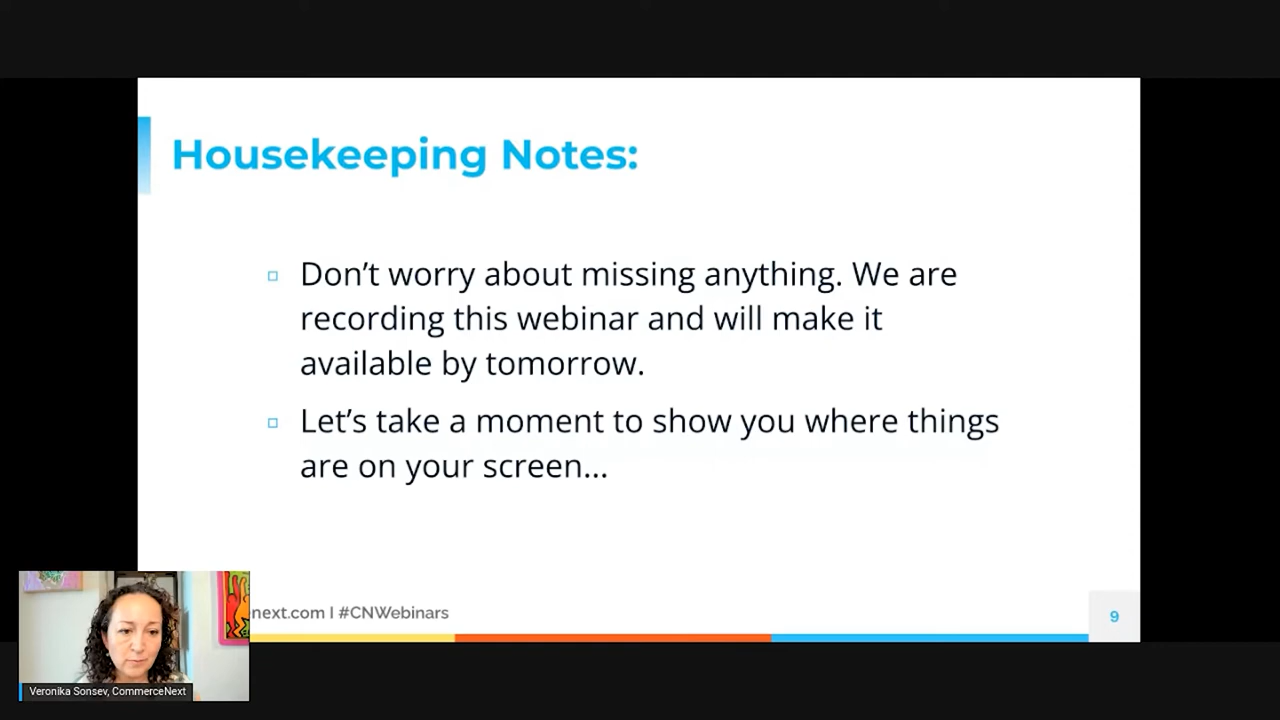 Housekeeping Notes:
Don’t worry about missing anything. We are
recording this webinar and will make it
available by tomorrow.
Let’s take a moment to show you where things
are on your screen...
next.com I #CNWebinars
9
Veronika Sonsev, CommerceNext